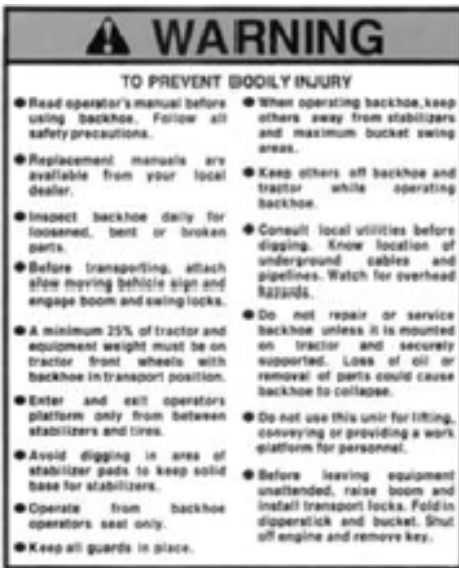 WARNING
TO PREVENT BODILY INJURY
● Read operator's manual before
using backhoe. Follow all
safety precautions.
● Replacement manuals are
available from your local
dealer.
● Inspect backhoe daily for
loosened, bent or broken
parts.
● Before transporting, attach
slow moving behicle sign and
engage boom and swing locks.
● A minimum 25% of tractor and
equipment weight must be on
tractor front wheels with
backhoe in transport position.
● Enter and exit operators
platform only from between
stabilizers and tires.
● Avoid digging in area of
stabilizer pads to keep solid
base for stabilizers.
● Operate from backhoe
operators seat only.
● Keep all guards in place.
● When operating backhoe, keep
others away from stabilizers
and maximum bucket swing
areas.
● Keep others off backhoe and
tractor while operating
backhoe.
● Consult local utilities before
digging. Know location of
underground cables and
pipelines. Watch for overhead
hazards.
● Do not repair or service
backhoe unless it is mounted
on tractor and securely
supported. Loss of oil or
removal of parts could cause
backhoe to collapse.
● Do not use this unir for lifting,
conveying or providing a work
platform for personnel.
● Before leaving equipment
unattended, raise boom and
install transport locks. Fold in
dipperstick and bucket. Shut
off engine and remove key.